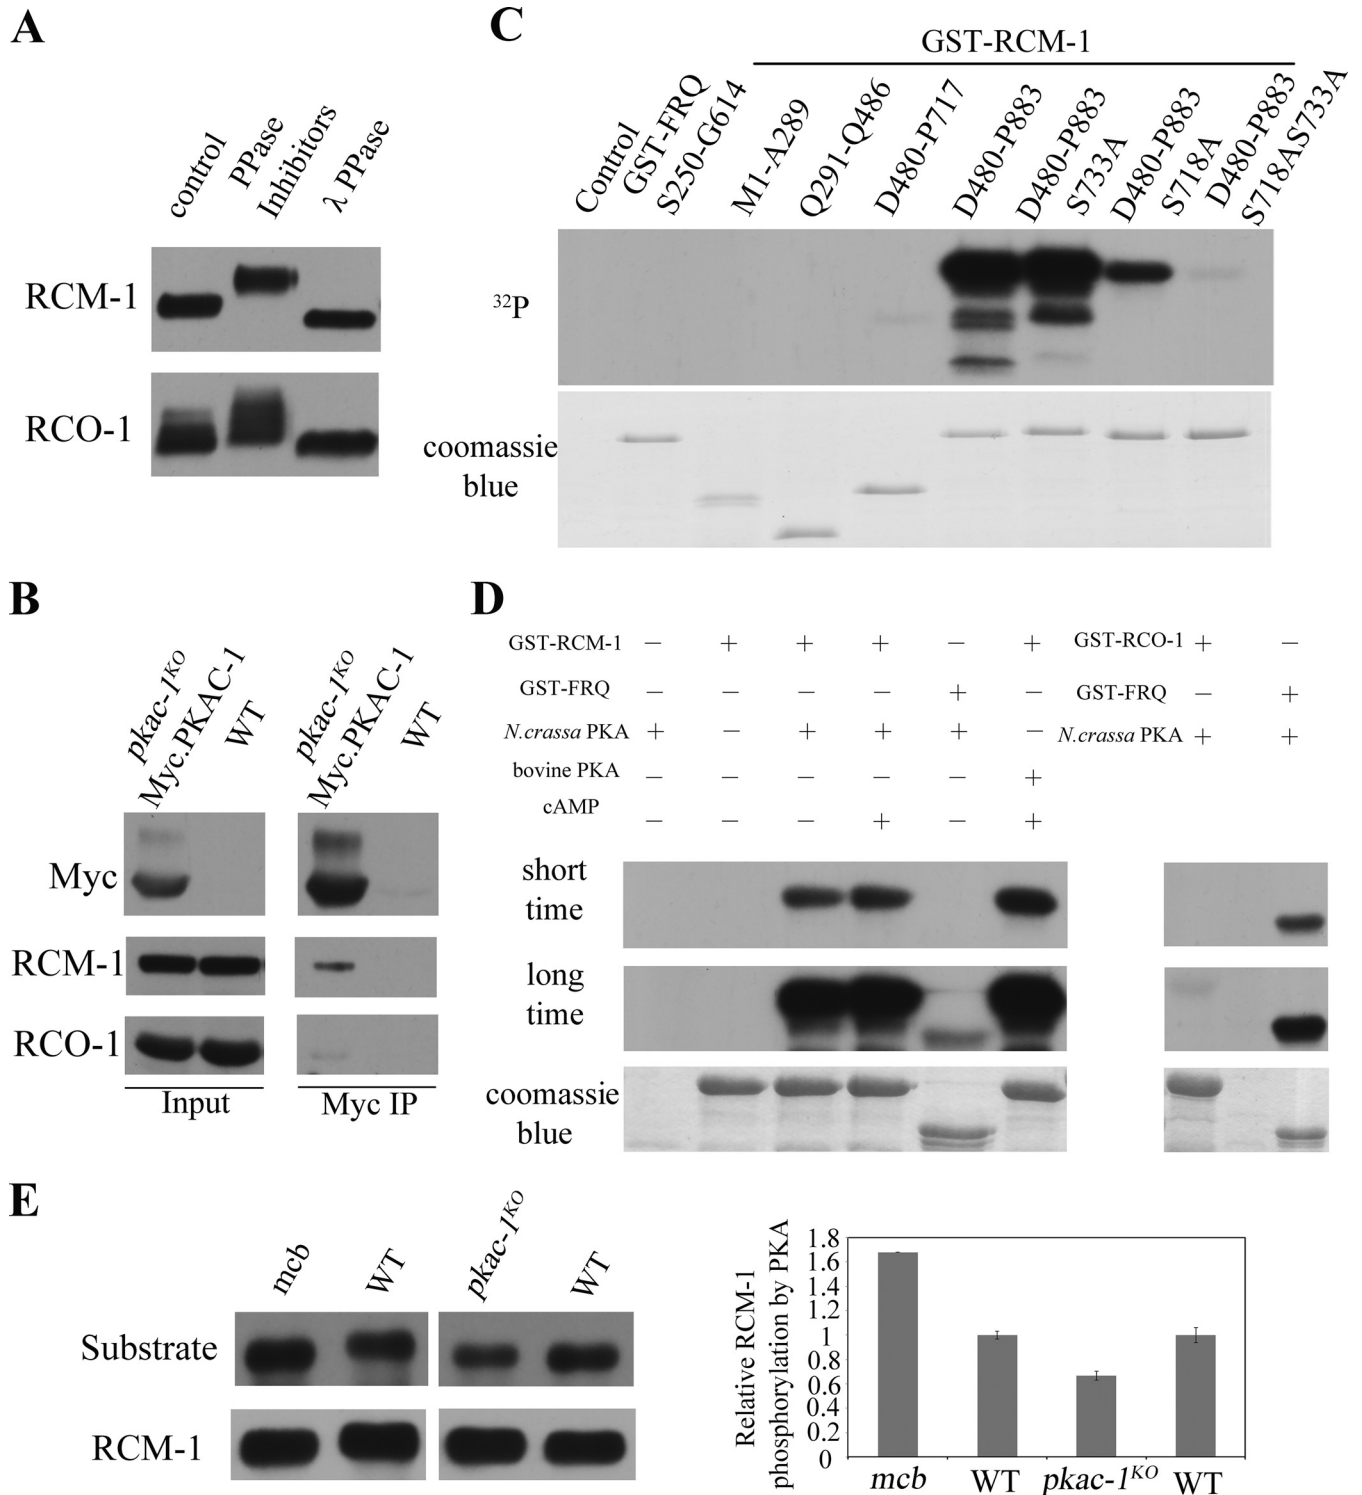 A
control
PPase
Inhibitors
λ PPase
RCM-1
RCO-1
C
GST-RCM-1
Control
GST-FRQ
S250-G614
M1-A289
Q291-Q486
D480-P717
D480-P883
D480-P883
S733A
D480-P883
S718A
D480-P883
S718AS733A
32P
coomassie
blue
B
pkac-1KO
Myc.PKAC-1
WT
pkac-1KO
Myc.PKAC-1
WT
Myc
RCM-1
RCO-1
Input
Myc IP
D
GST-RCM-1 − + + + − +
GST-FRQ − − − − + −
N.crassa PKA + − + + + −
bovine PKA − − − − − +
cAMP − − − + − +
GST-RCO-1 + −
GST-FRQ − +
N.crassa PKA + +
short
time
long
time
coomassie
blue
E
mcb
WT
pkac-1KO
WT
Substrate
RCM-1
Relative RCM-1
phosphorylation by PKA
1.8
1.6
1.4
1.2
1
0.8
0.6
0.4
0.2
0
mcb WT pkac-1KO WT